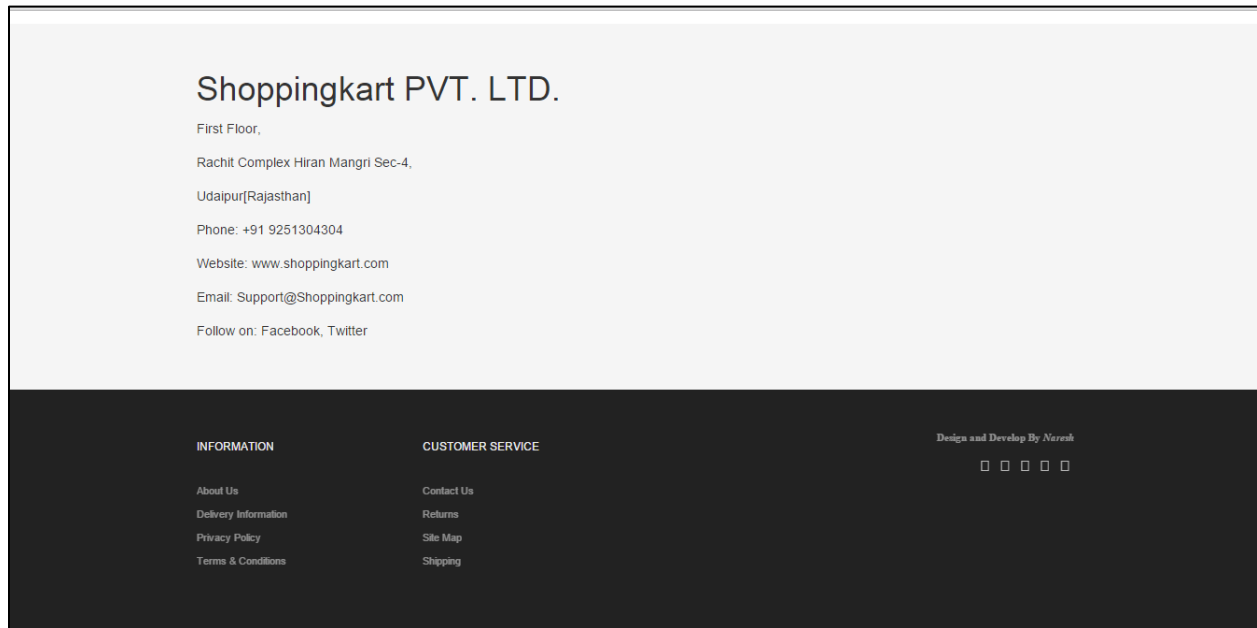 Shoppingkart PVT. LTD.
First Floor,
Rachit Complex Hiran Mangri Sec-4,
Udaipur[Rajasthan]
Phone: +91 9251304304
Website: www.shoppingkart.com
Email: Support@Shoppingkart.com
Follow on: Facebook, Twitter
INFORMATION
About Us
Delivery Information
Privacy Policy
Terms & Conditions
CUSTOMER SERVICE
Contact Us
Returns
Site Map
Shipping
Design and Develop By Naresh